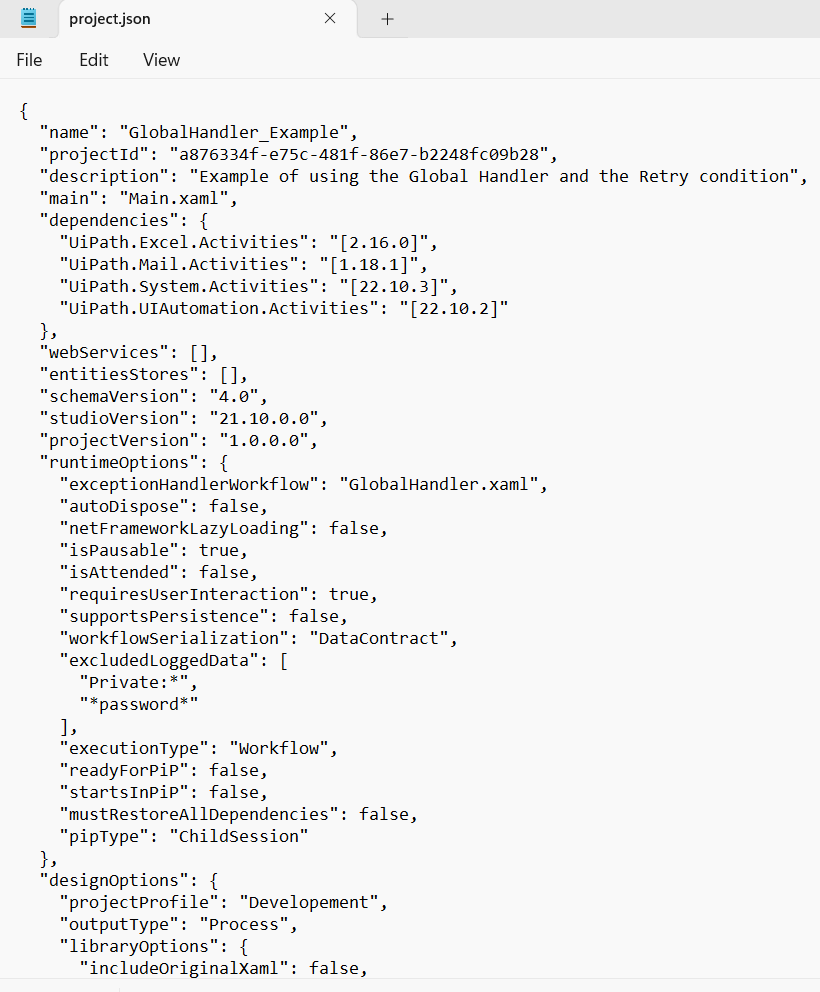 project.json
File Edit View
{
"name": "GlobalHandler_Example",
"projectId": "a876334f-e75c-481f-86e7-b2248fc09b28",
"description": "Example of using the Global Handler and the Retry condition",
"main": "Main.xaml",
"dependencies": {
"UiPath.Excel.Activities": "[2.16.0]",
"UiPath.Mail.Activities": "[1.18.1]",
"UiPath.System.Activities": "[22.10.3]",
"UiPath.UIAutomation.Activities": "[22.10.2]"
},
"webServices": [],
"entitiesStores": [],
"schemaVersion": "4.0",
"studioVersion": "21.10.0.0",
"projectVersion": "1.0.0.0",
"runtimeOptions": {
"exceptionHandlerWorkflow": "GlobalHandler.xaml",
"autoDispose": false,
"netFrameworkLazyLoading": false,
"isPausable": true,
"isAttended": false,
"requiresUserInteraction": true,
"supportsPersistence": false,
"workflowSerialization": "DataContract",
"excludedLoggedData": [
"Private:*",
"*password*"
],
"executionType": "Workflow",
"readyForPiP": false,
"startsInPiP": false,
"mustRestoreAllDependencies": false,
"pipType": "ChildSession"
},
"designOptions": {
"projectProfile": "Developement",
"outputType": "Process",
"libraryOptions": {
"includeOriginalXaml": false,